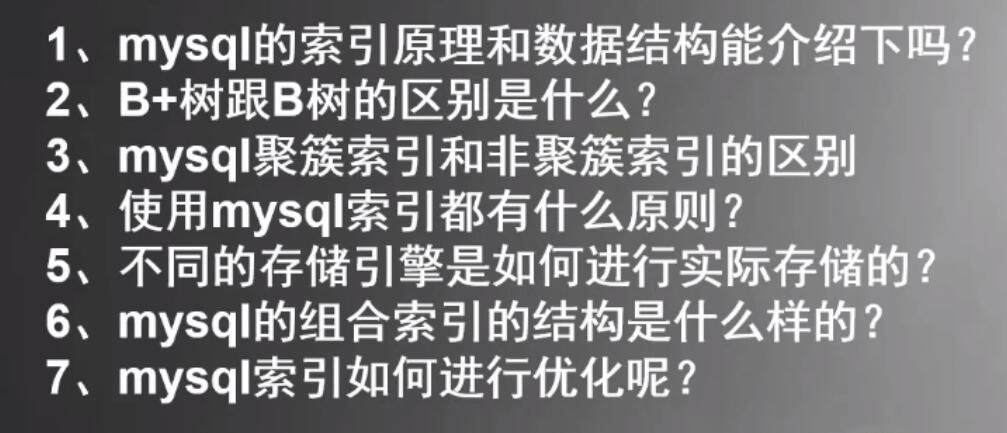 1、mysql的索引原理和数据结构能介绍下吗？
2、B+树跟B树的区别是什么？
3、mysql聚簇索引和非聚簇索引的区别
4、使用mysql索引都有什么原则？
5、不同的存储引擎是如何进行实际存储的？
6、mysql的组合索引的结构是什么样的？
7、mysql索引如何进行优化呢？